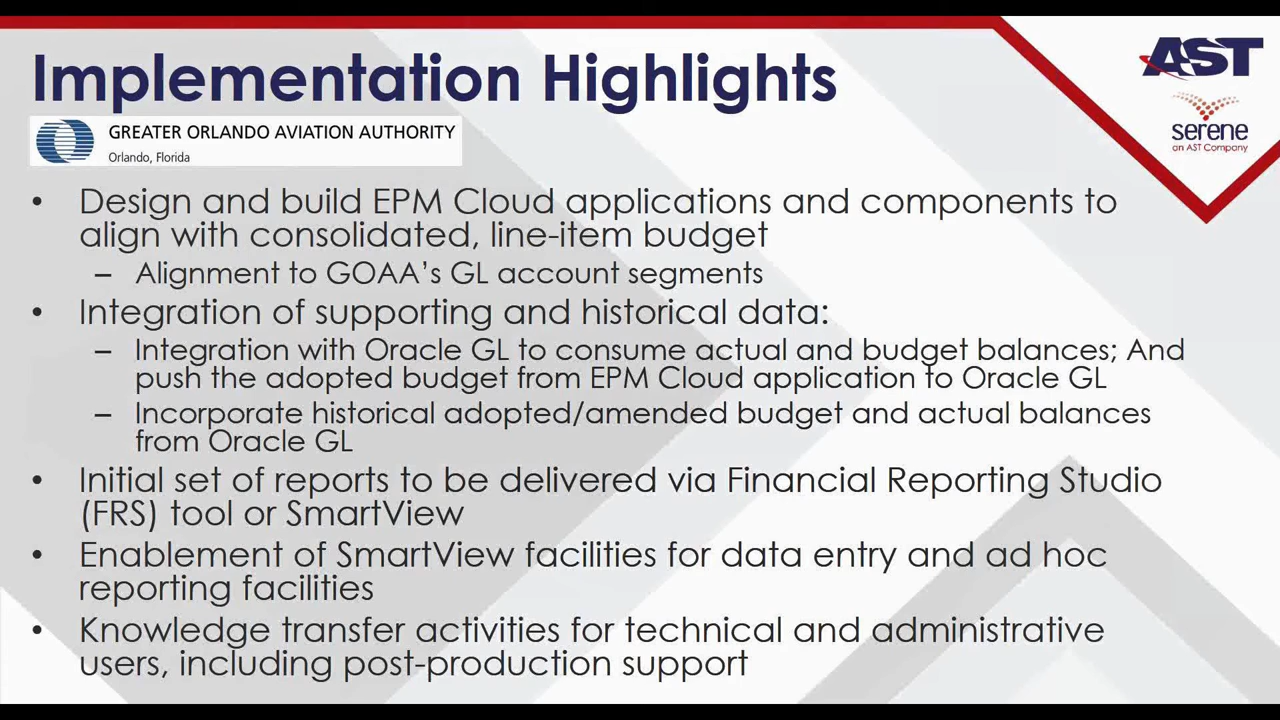 Implementation Highlights
AST
serene
an AST Company
GREATER ORLANDO AVIATION AUTHORITY
Orlando, Florida
• Design and build EPM Cloud applications and components to
align with consolidated, line-item budget
– Alignment to GOAA's GL account segments
• Integration of supporting and historical data:
– Integration with Oracle GL to consume actual and budget balances; And
push the adopted budget from EPM Cloud application to Oracle GL
– Incorporate historical adopted/amended budget and actual balances
from Oracle GL
• Initial set of reports to be delivered via Financial Reporting Studio
(FRS) tool or SmartView
• Enablement of SmartView facilities for data entry and ad hoc
reporting facilities
• Knowledge transfer activities for technical and administrative
users, including post-production support